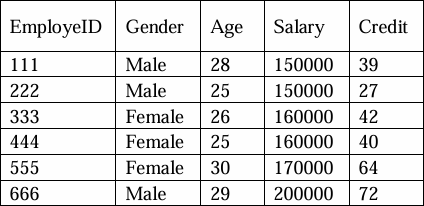 EmployeID Gender Age Salary Credit
111 Male 28 150000 39
222 Male 25 150000 27
333 Female 26 160000 42
444 Female 25 160000 40
555 Female 30 170000 64
666 Male 29 200000 72